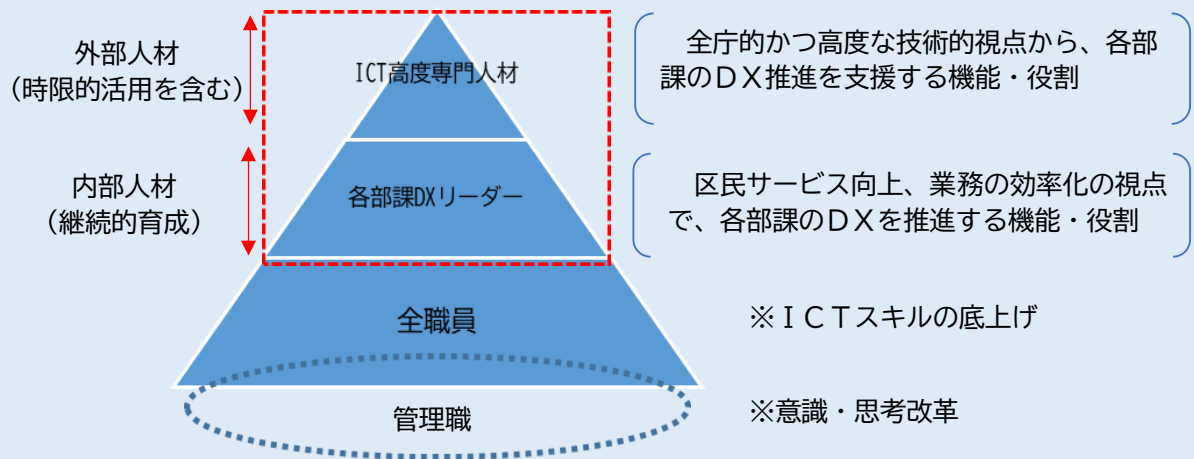 外部人材
（時限的活用を含む）
ICT高度専門人材
全庁的かつ高度な技術的視点から、各部
課のＤＸ推進を支援する機能・役割
内部人材
（継続的育成）
各部課DXリーダー
区民サービス向上、業務の効率化の視点
で、各部課のＤＸを推進する機能・役割
全職員
※ＩＣＴスキルの底上げ
管理職
※意識・思考改革